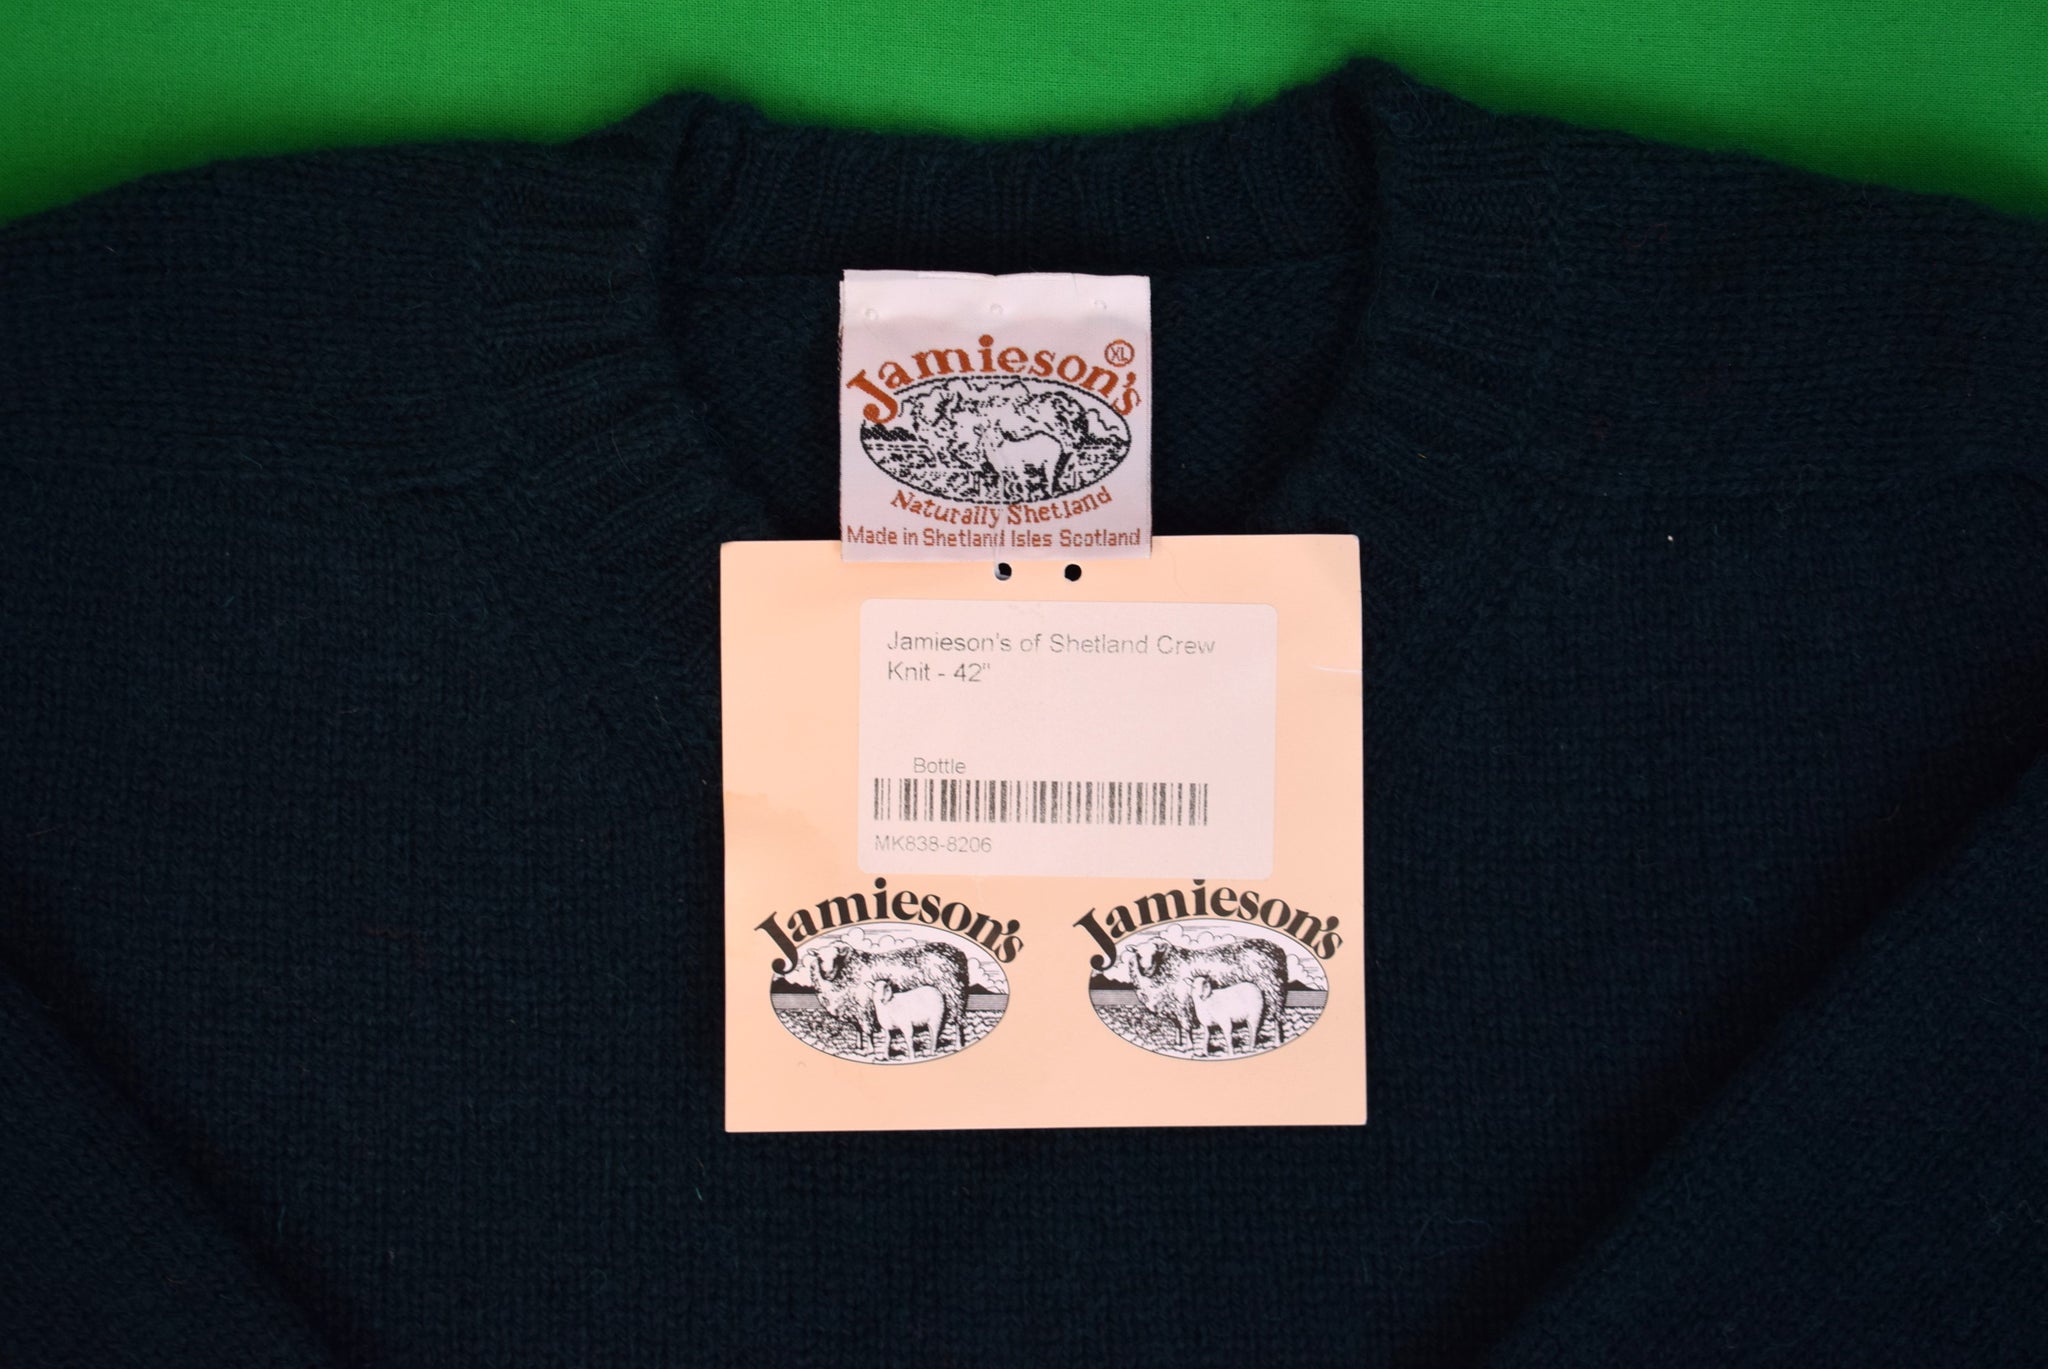 Jamieson's XL
Naturally Shetland
Made in Shetland Isles Scotland
Jamieson's of Shetland Crew
Knit - 42"
Bottle
MK838-8206
Jamieson's
Jamieson's